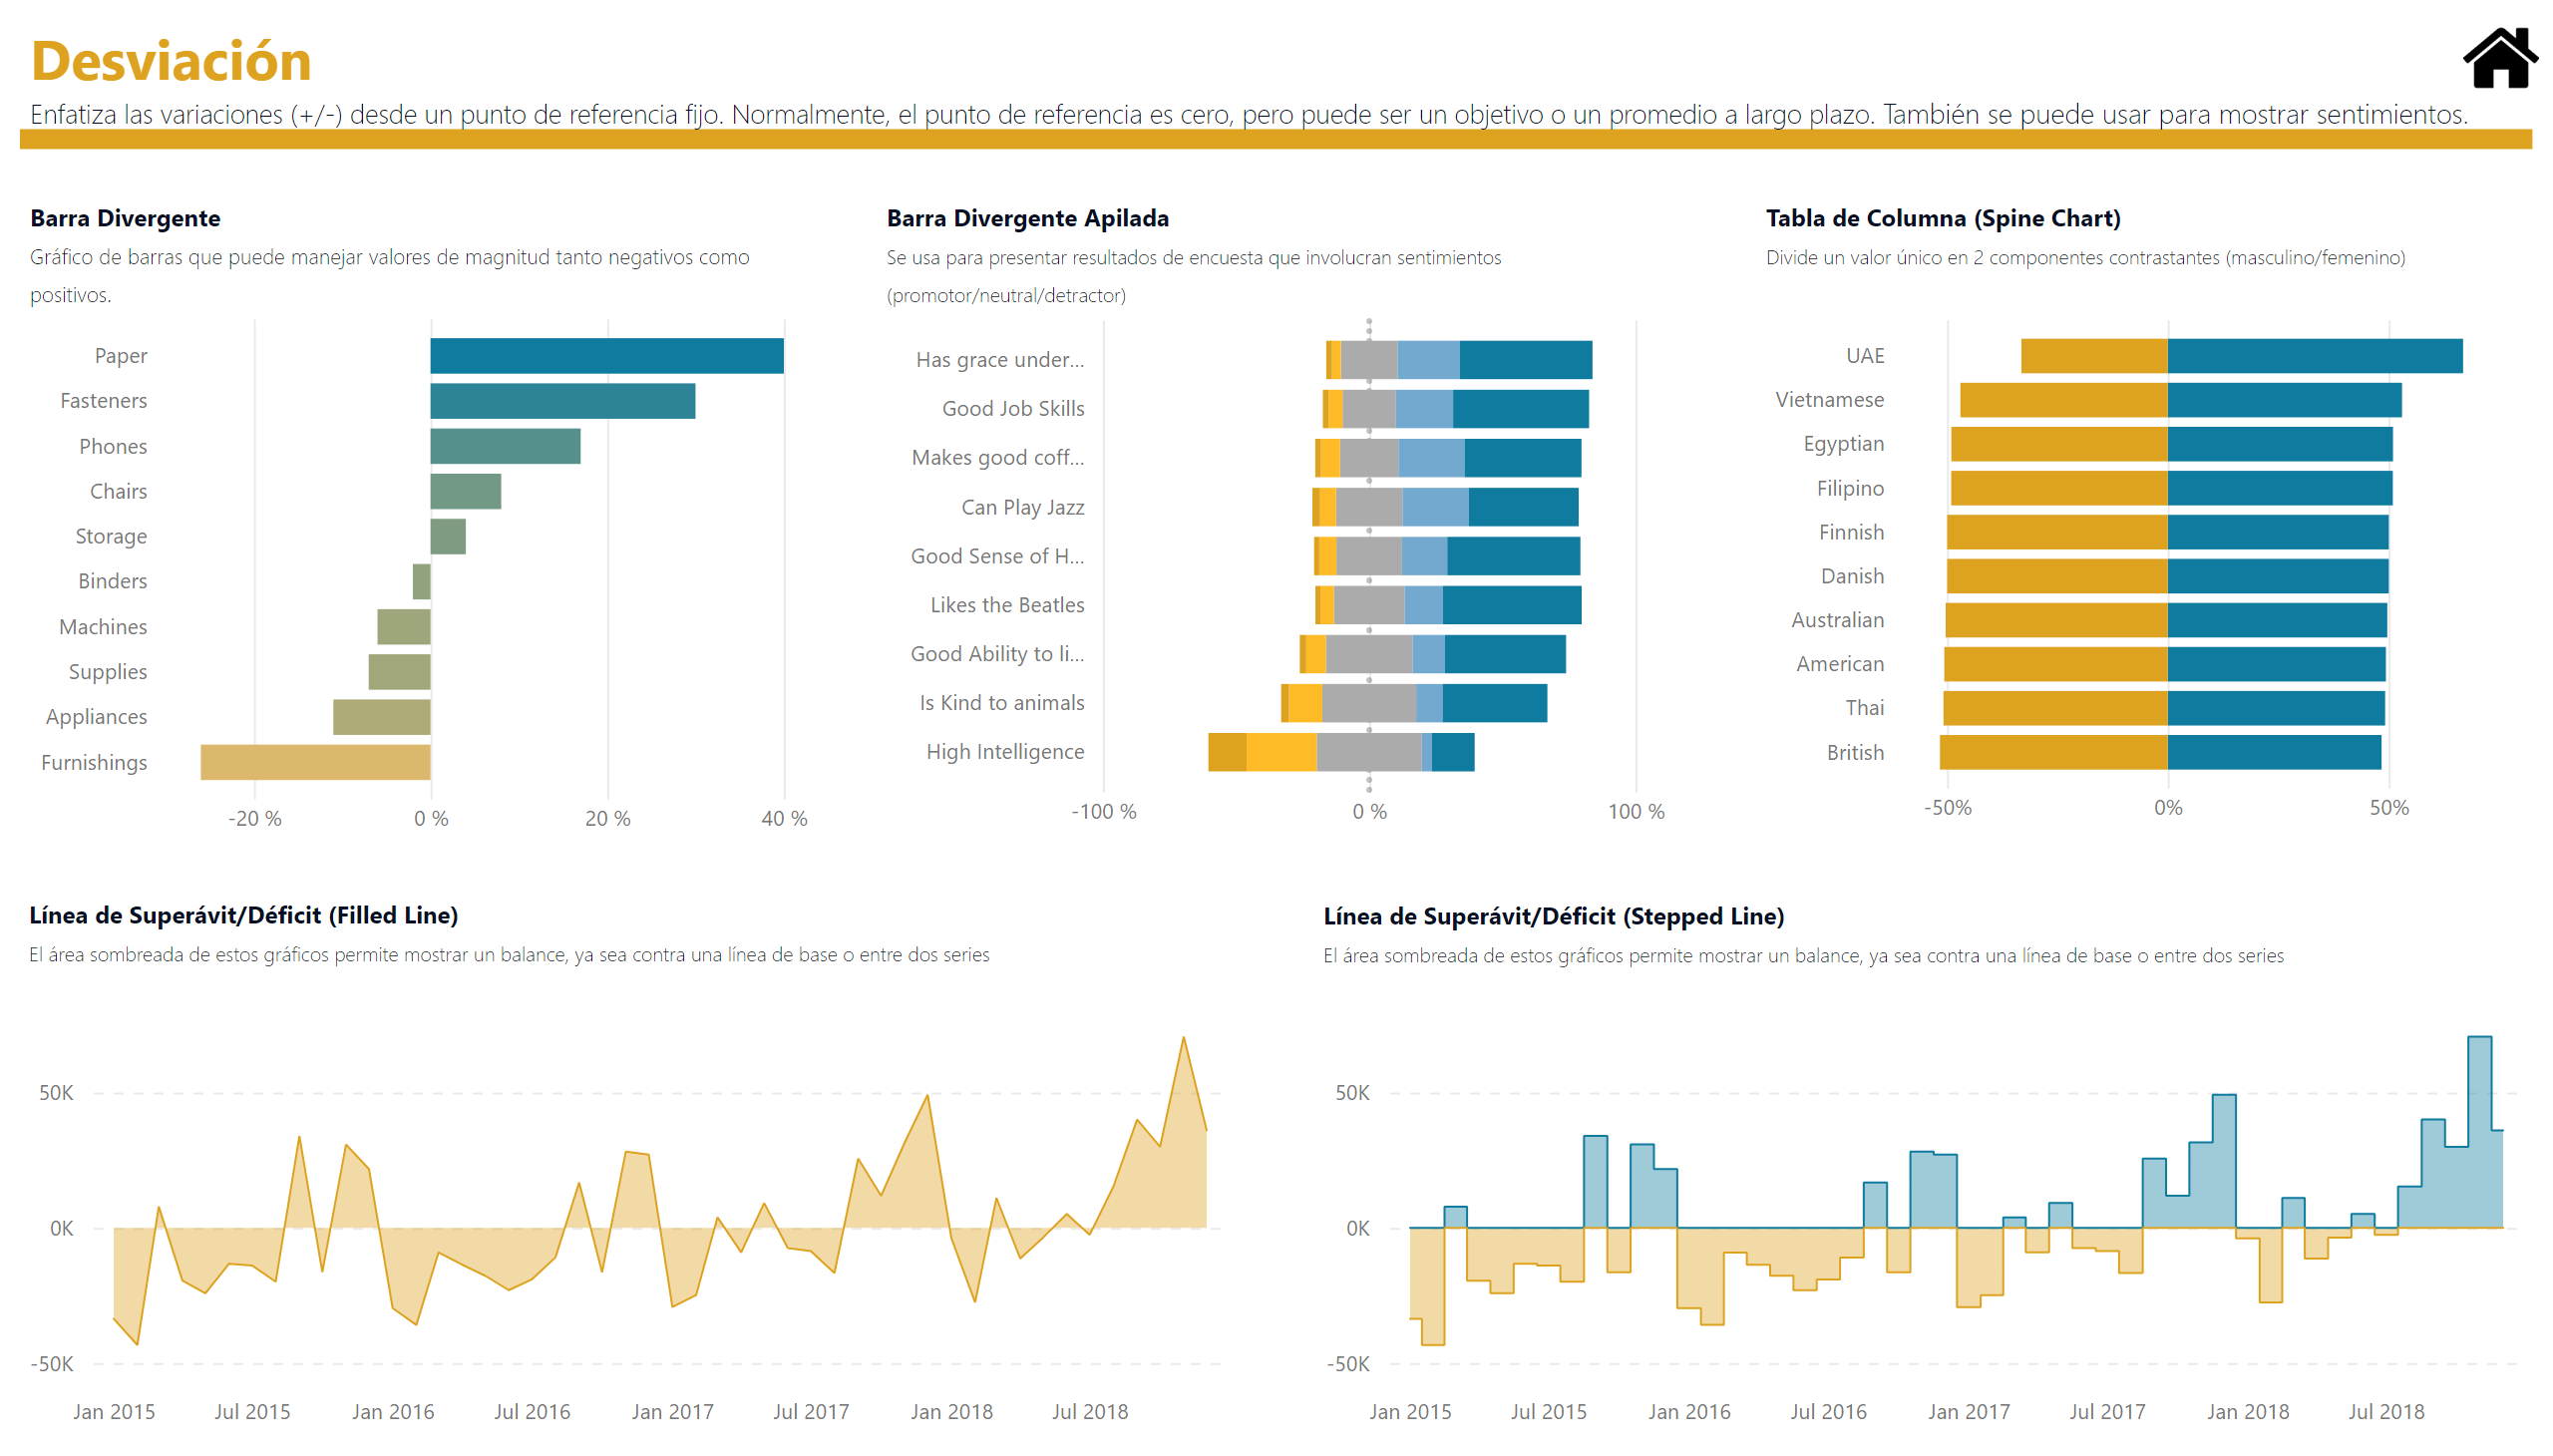 Desviación
Enfatiza las variaciones (+/-) desde un punto de referencia fijo. Normalmente, el punto de referencia es cero, pero puede ser un objetivo o un promedio a largo plazo. También se puede usar para mostrar sentimientos.
Barra Divergente
Gráfico de barras que puede manejar valores de magnitud tanto negativos como
positivos.
Paper
Fasteners
Phones
Chairs
Storage
Binders
Machines
Supplies
Appliances
Furnishings
-20 % 0 % 20 % 40 %
Barra Divergente Apilada
Se usa para presentar resultados de encuesta que involucran sentimientos
(promotor/neutral/detractor)
Has grace under...
Good Job Skills
Makes good coff...
Can Play Jazz
Good Sense of H...
Likes the Beatles
Good Ability to li...
Is Kind to animals
High Intelligence
-100 % 0 % 100 %
Tabla de Columna (Spine Chart)
Divide un valor único en 2 componentes contrastantes (masculino/femenino)
UAE
Vietnamese
Egyptian
Filipino
Finnish
Danish
Australian
American
Thai
British
-50% 0% 50%
Línea de Superávit/Déficit (Filled Line)
El área sombreada de estos gráficos permite mostrar un balance, ya sea contra una línea de base o entre dos series
50K
0K
-50K
Jan 2015 Jul 2015 Jan 2016 Jul 2016 Jan 2017 Jul 2017 Jan 2018 Jul 2018
Línea de Superávit/Déficit (Stepped Line)
El área sombreada de estos gráficos permite mostrar un balance, ya sea contra una línea de base o entre dos series
50K
0K
-50K
Jan 2015 Jul 2015 Jan 2016 Jul 2016 Jan 2017 Jul 2017 Jan 2018 Jul 2018